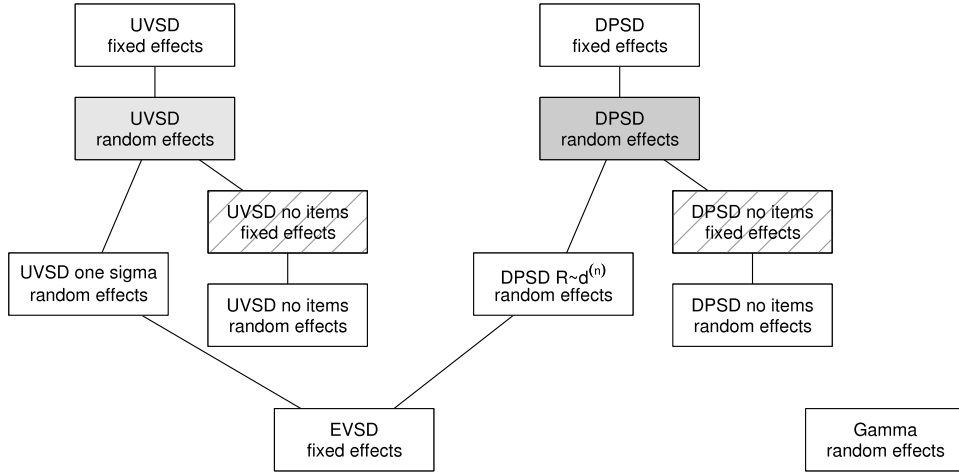 UVSD
fixed effects
DPSD
fixed effects
UVSD
random effects
DPSD
random effects
UVSD no items
fixed effects
DPSD no items
fixed effects
UVSD one sigma
random effects
DPSD R~d⁽ⁿ⁾
random effects
UVSD no items
random effects
DPSD no items
random effects
EVSD
fixed effects
Gamma
random effects